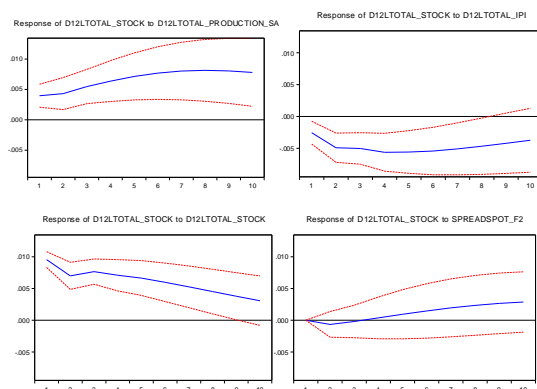 Response of D12LTOTAL_STOCK to D12LTOTAL_PRODUCTION_SA
.010
.005
.000
-.005
1 2 3 4 5 6 7 8 9 10
Response of D12LTOTAL_STOCK to D12LTOTAL_IPI
.010
.005
.000
-.005
1 2 3 4 5 6 7 8 9 10
Response of D12LTOTAL_STOCK to D12LTOTAL_STOCK
.010
.005
.000
-.005
Response of D12LTOTAL_STOCK to SPREADSPOT_F2
.010
.005
.000
-.005